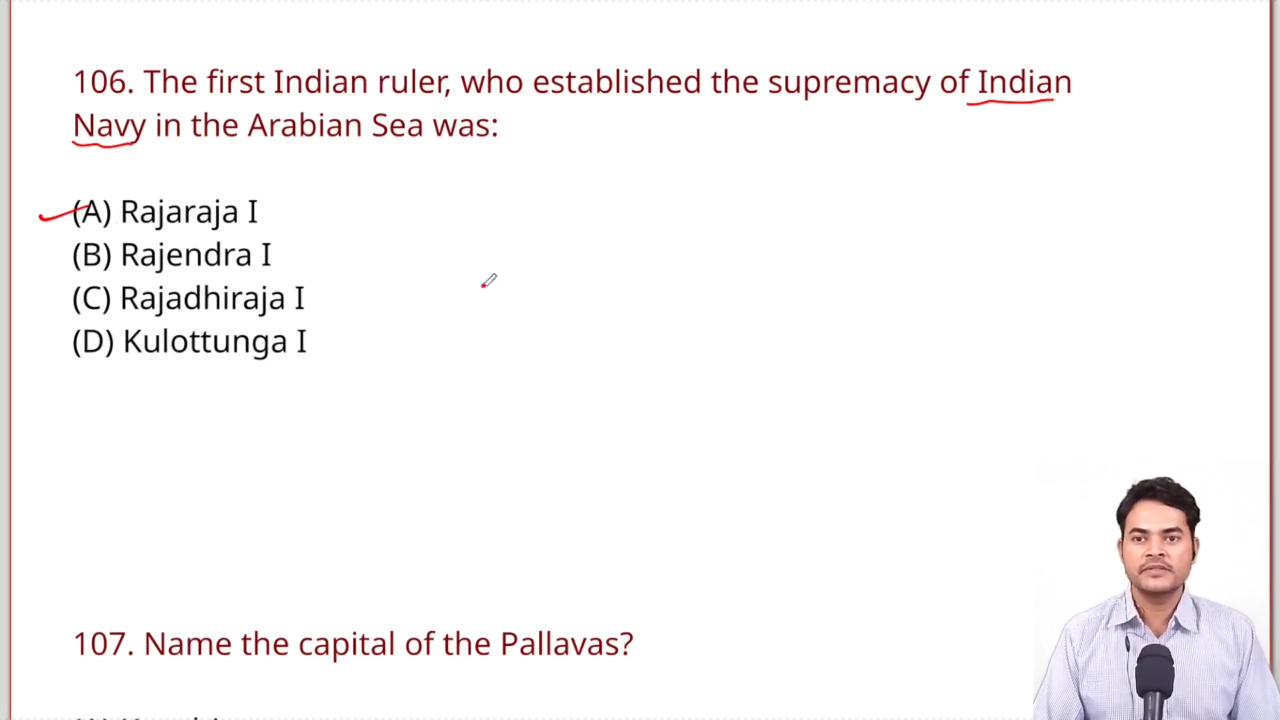 106. The first Indian ruler, who established the supremacy of Indian
Navy in the Arabian Sea was:
(A) Rajaraja I
(B) Rajendra I
(C) Rajadhiraja I
(D) Kulottunga I
107. Name the capital of the Pallavas?